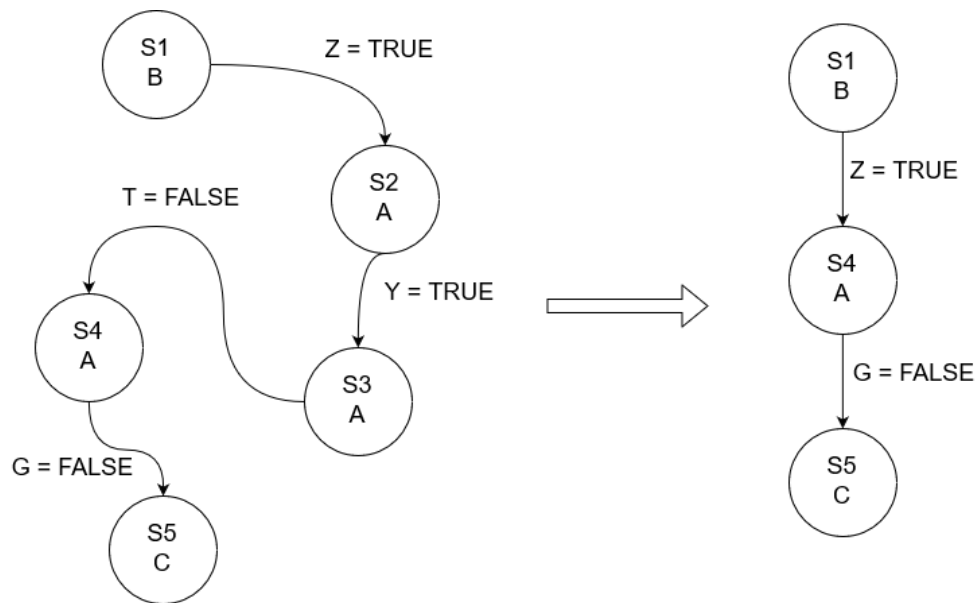 S1
B
Z = TRUE
S2
A
T = FALSE
Y = TRUE
S4
A
S3
A
G = FALSE
S5
C
S1
B
Z = TRUE
S4
A
G = FALSE
S5
C